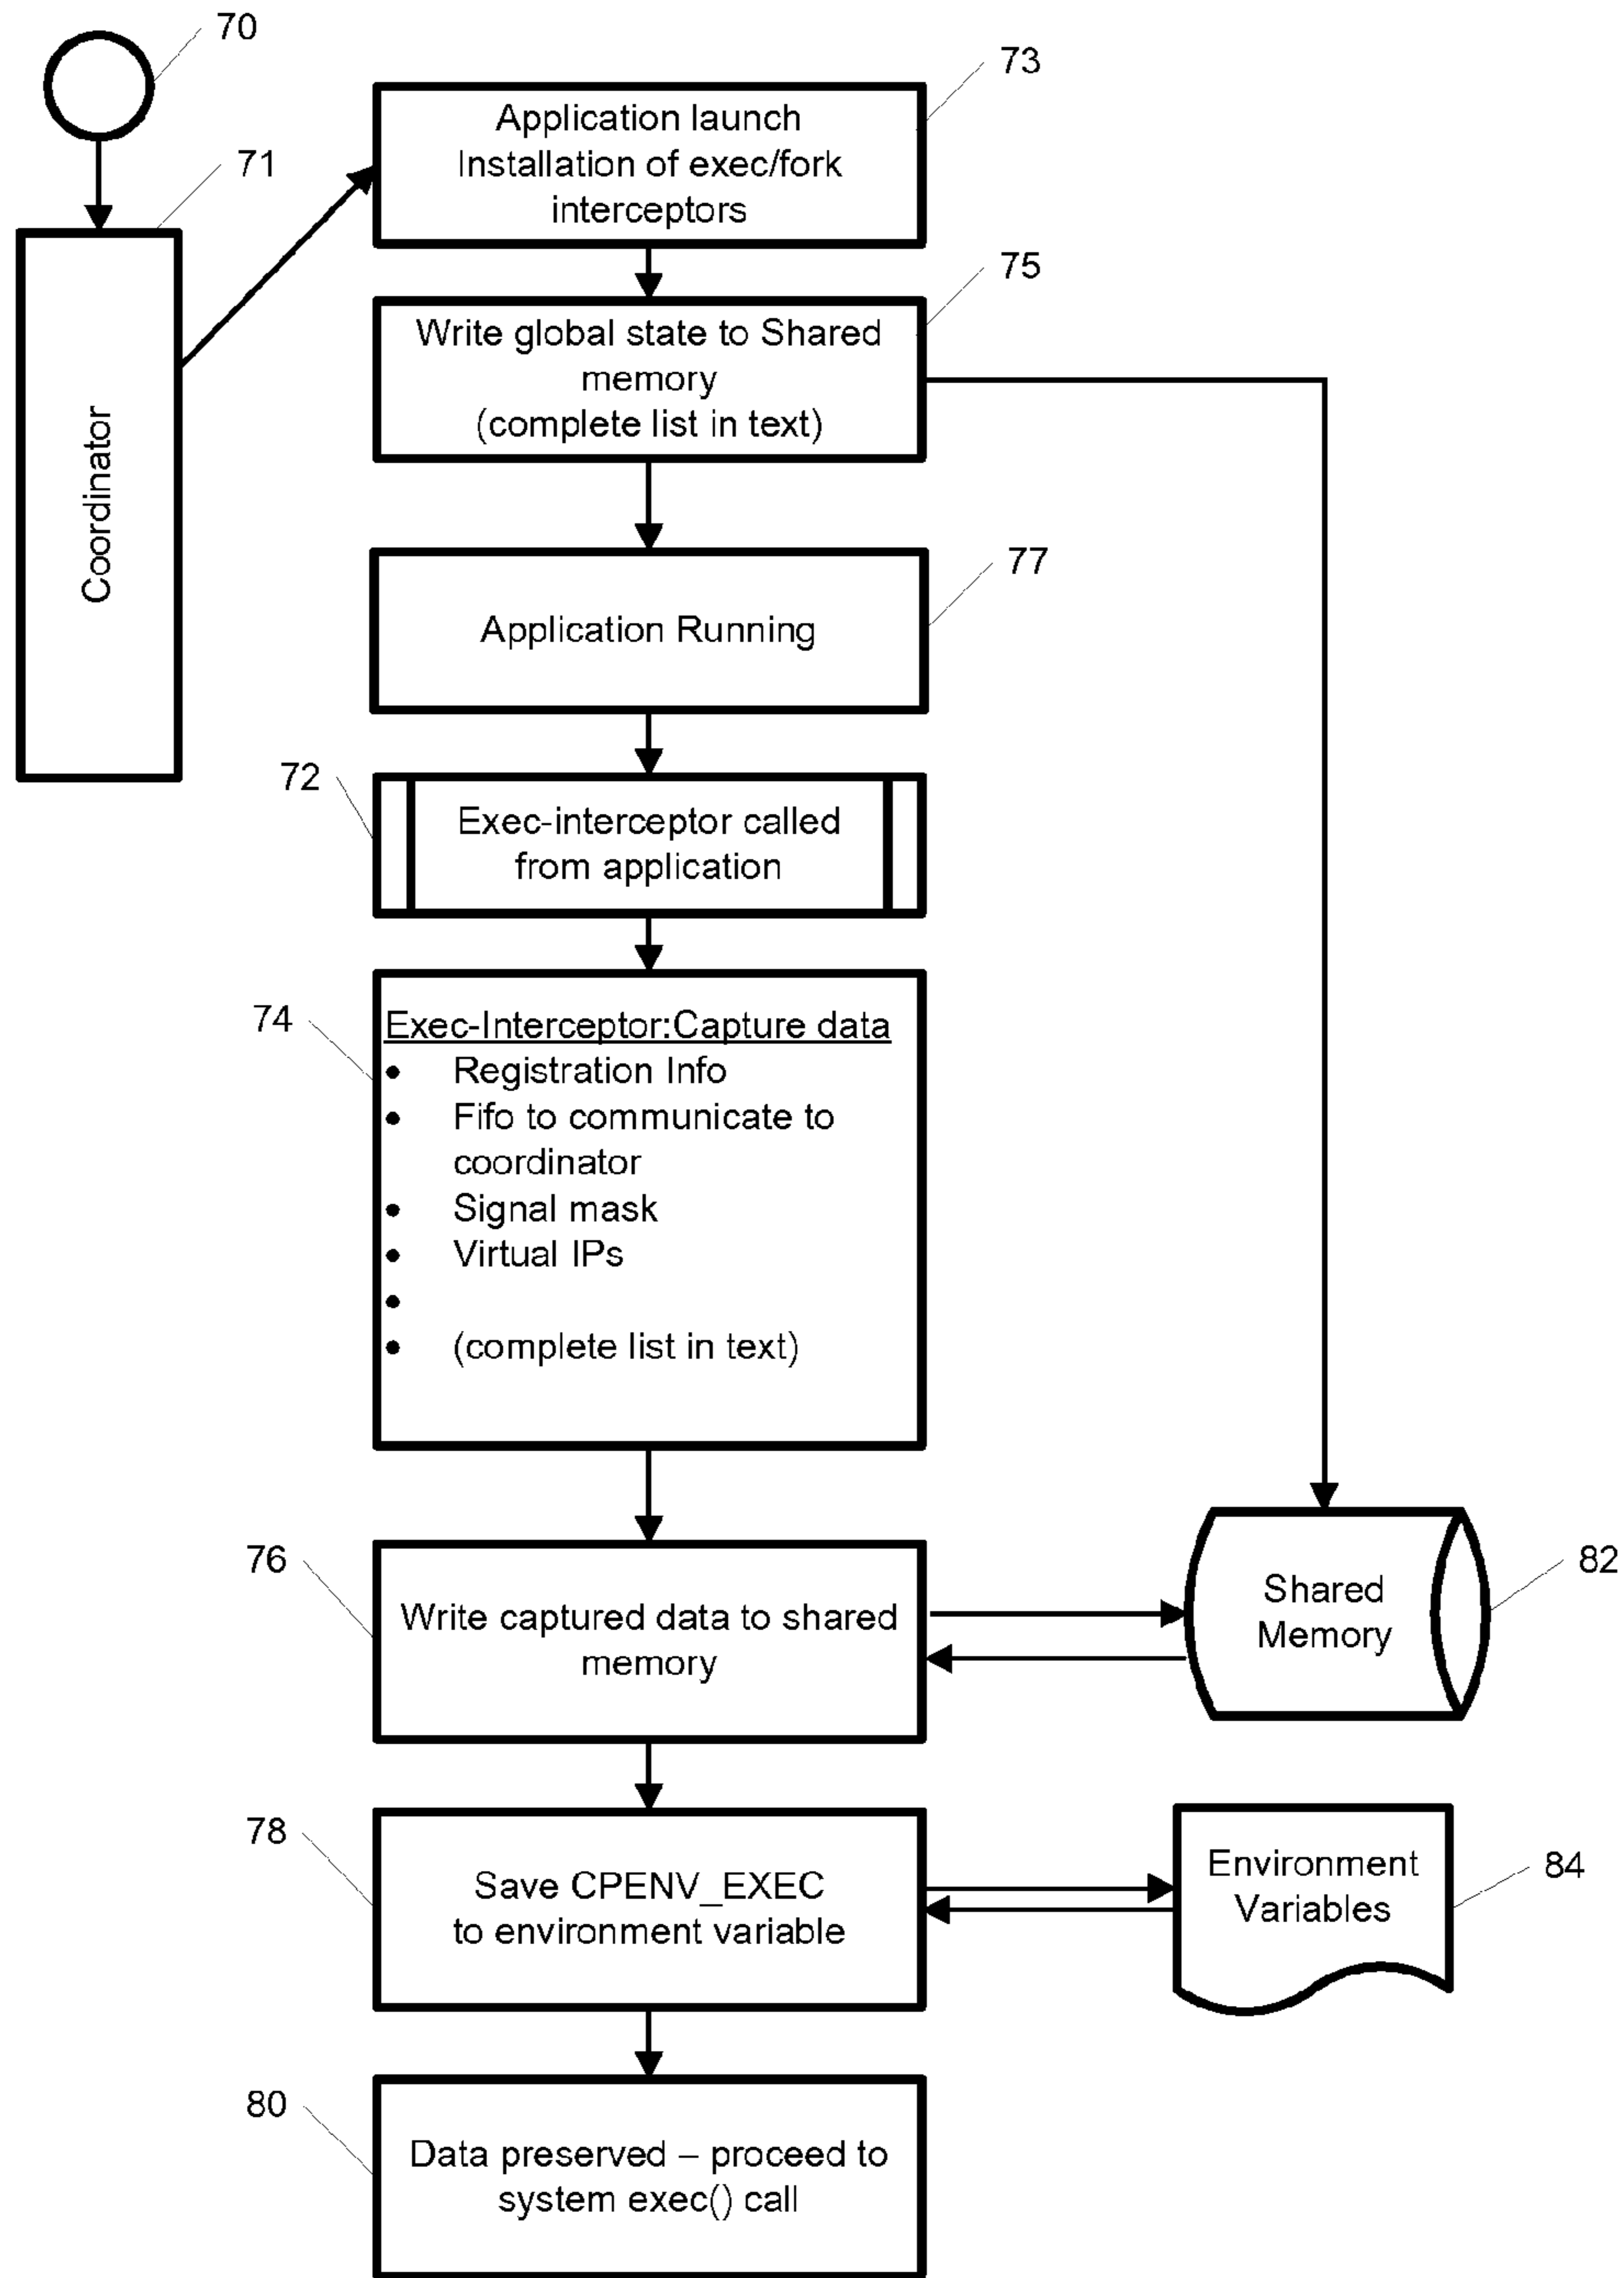 70
71
Coordinator
73
Application launch
Installation of exec/fork
interceptors
75
Write global state to Shared
memory
(complete list in text)
77
Application Running
72
Exec-interceptor called
from application
74
Exec-Interceptor:Capture data
• Registration Info
• Fifo to communicate to
coordinator
• Signal mask
• Virtual IPs
•
• (complete list in text)
76
Write captured data to shared
memory
82
Shared
Memory
78
Save CPENV_EXEC
to environment variable
84
Environment
Variables
80
Data preserved – proceed to
system exec() call